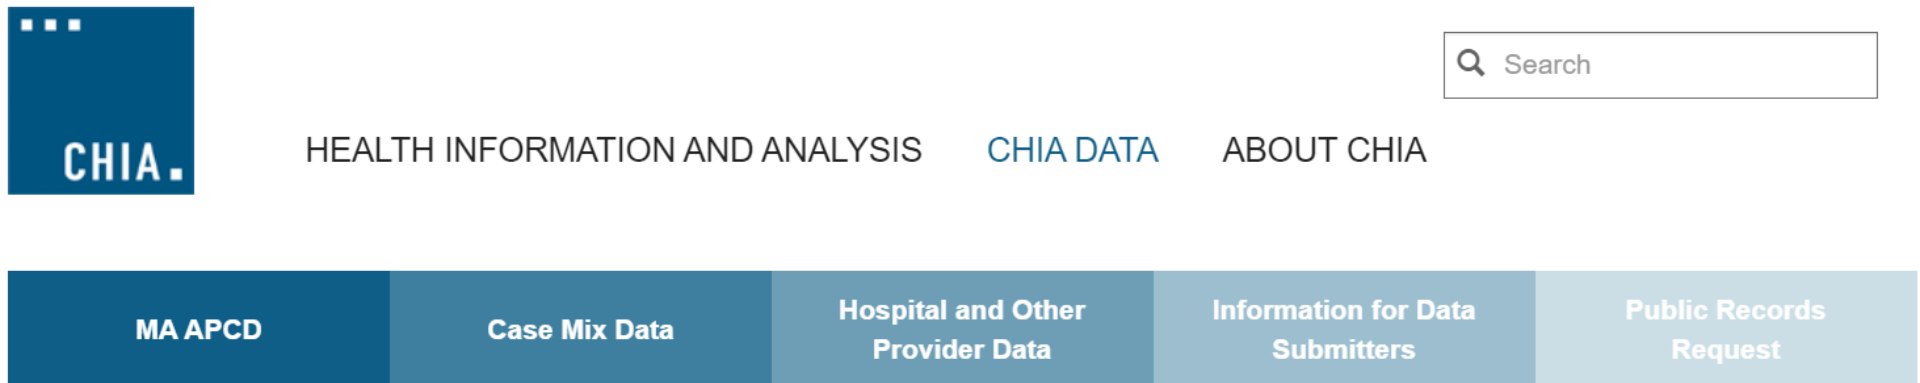 Search
CHIA.
HEALTH INFORMATION AND ANALYSIS
CHIA DATA
ABOUT CHIA
MA APCD
Case Mix Data
Hospital and Other
Provider Data
Information for Data
Submitters
Public Records
Request